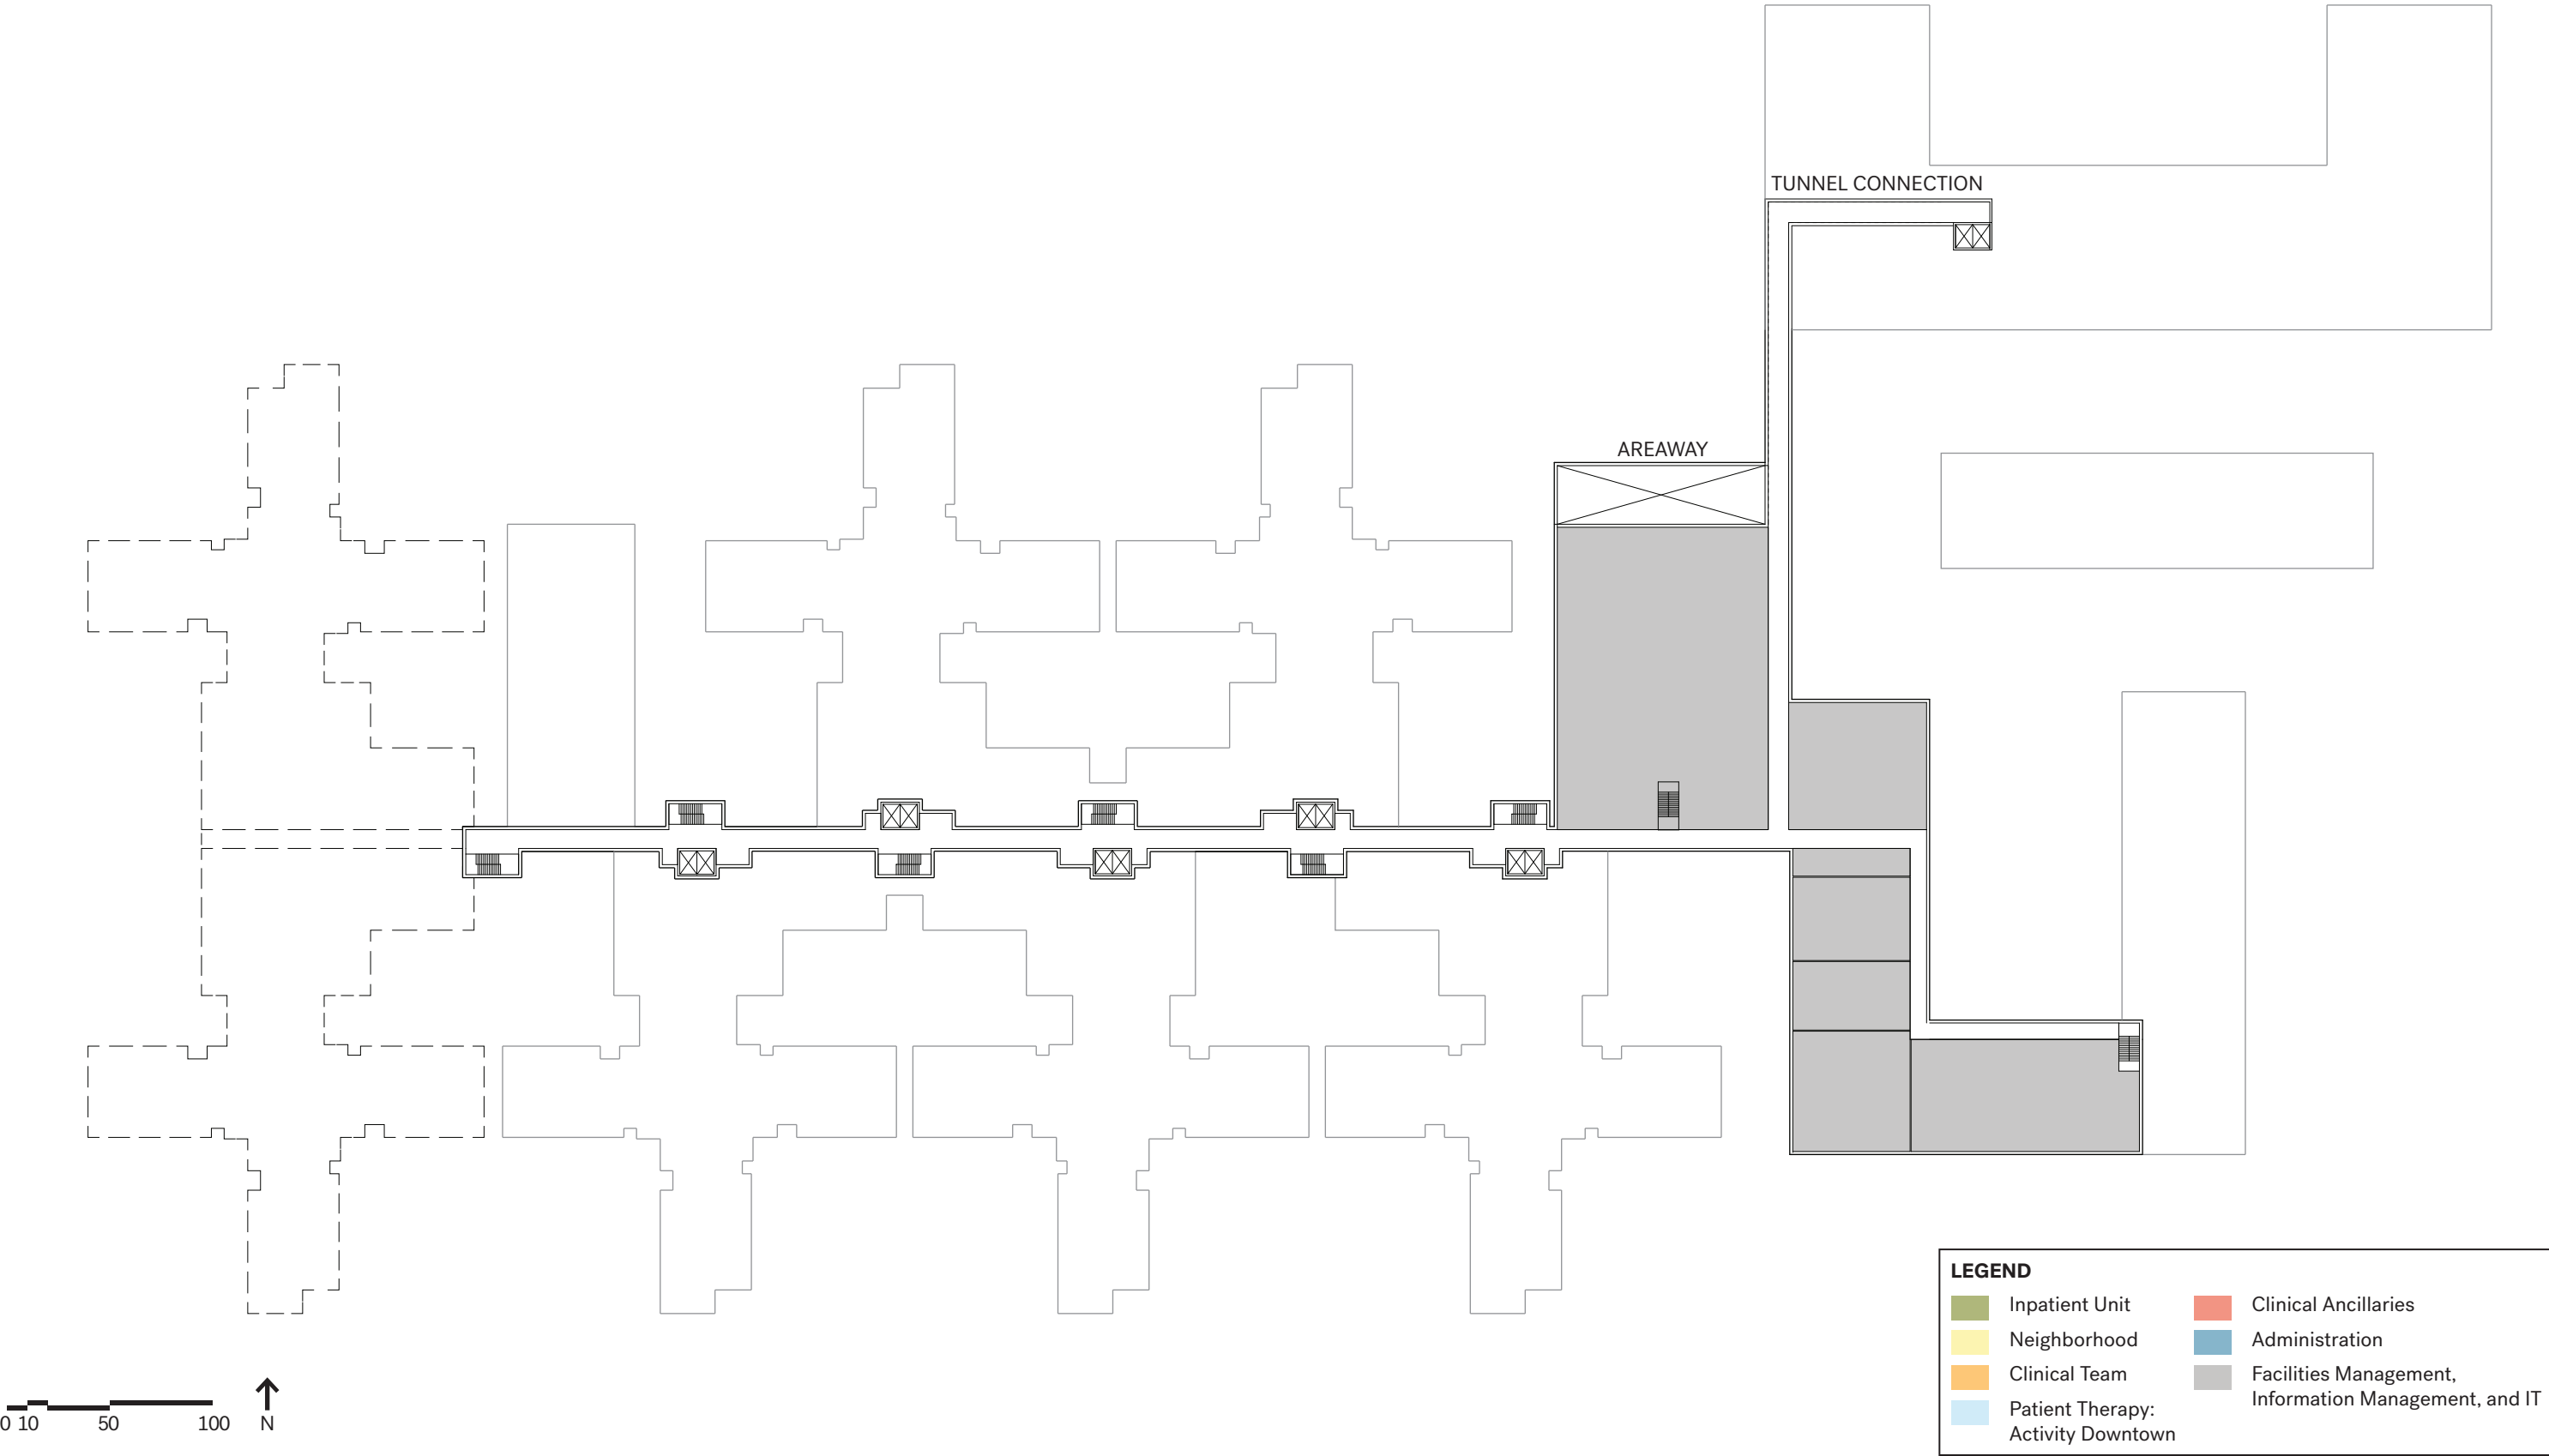 TUNNEL CONNECTION
AREAWAY
LEGEND
Inpatient Unit
Neighborhood
Clinical Team
Patient Therapy:
Activity Downtown
Clinical Ancillaries
Administration
Facilities Management,
Information Management, and IT
0 10 50 100 N